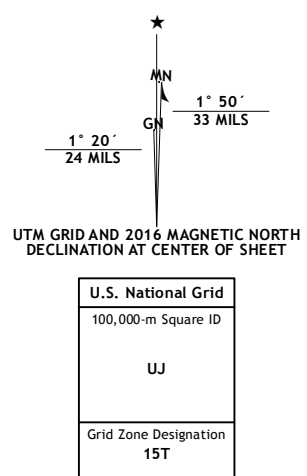 ★
MN
GN
1° 50´
33 MILS
1° 20´
24 MILS
UTM GRID AND 2016 MAGNETIC NORTH
DECLINATION AT CENTER OF SHEET
U.S. National Grid
100,000-m Square ID
UJ
Grid Zone Designation
15T